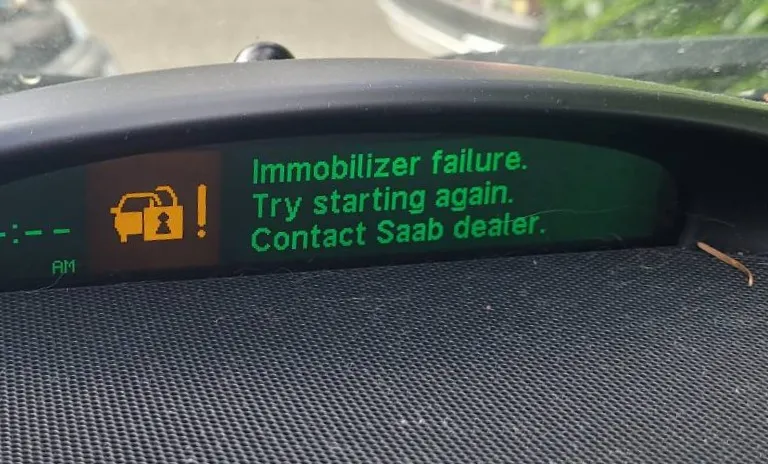 -:--
AM
Immobilizer failure.
Try starting again.
Contact Saab dealer.